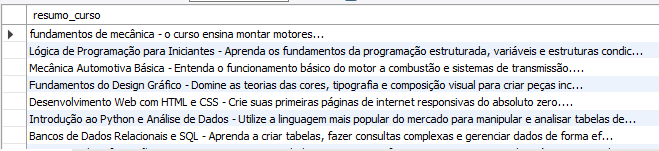 resumo_curso
fundamentos de mecânica - o curso ensina montar motores...
Lógica de Programação para Iniciantes - Aprenda os fundamentos da programação estruturada, variáveis e estruturas condic...
Mecânica Automotiva Básica - Entenda o funcionamento básico do motor a combustão e sistemas de transmissão....
Fundamentos do Design Gráfico - Domine as teorias das cores, tipografia e composição visual para criar peças inc...
Desenvolvimento Web com HTML e CSS - Crie suas primeiras páginas de internet responsivas do absoluto zero....
Introdução ao Python e Análise de Dados - Utilize a linguagem mais popular do mercado para manipular e analisar tabelas de...
Bancos de Dados Relacionais e SQL - Aprenda a criar tabelas, fazer consultas complexas e gerenciar dados de forma ef...